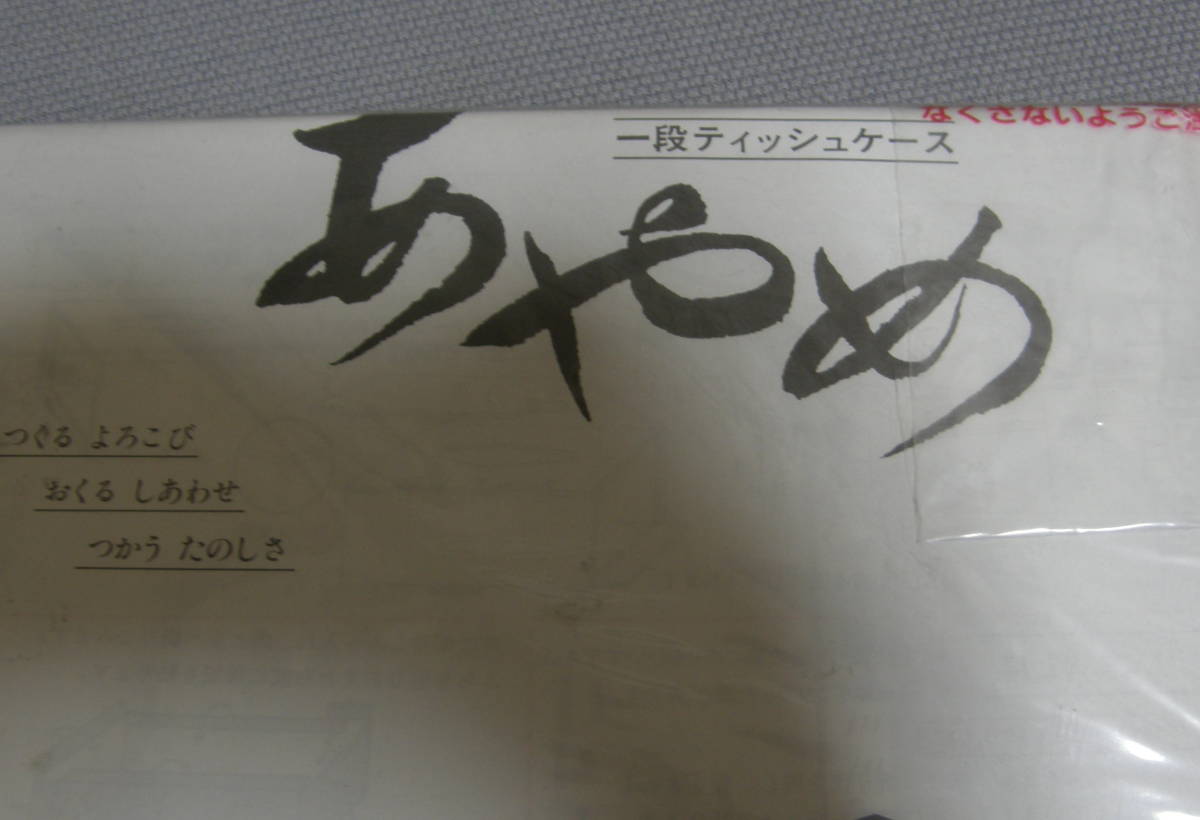 なくさないようご
一段ティッシュケース
あやめ
つくる よろこび
おくる しあわせ
つかう たのしさ